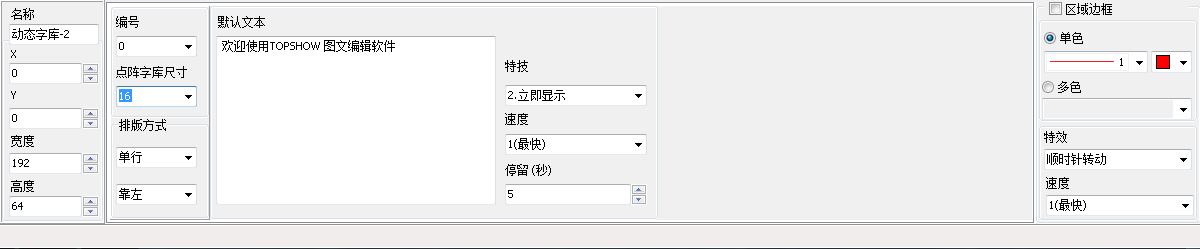 名称
动态字库-2
X
0
Y
0
宽度
192
高度
64
编号
0
点阵字库尺寸
16
排版方式
单行
靠左
默认文本
欢迎使用TOPSHOW 图文编辑软件
特技
2.立即显示
速度
1(最快)
停留(秒)
5
区域边框
单色
1
多色
特效
顺时针转动
速度
1(最快)